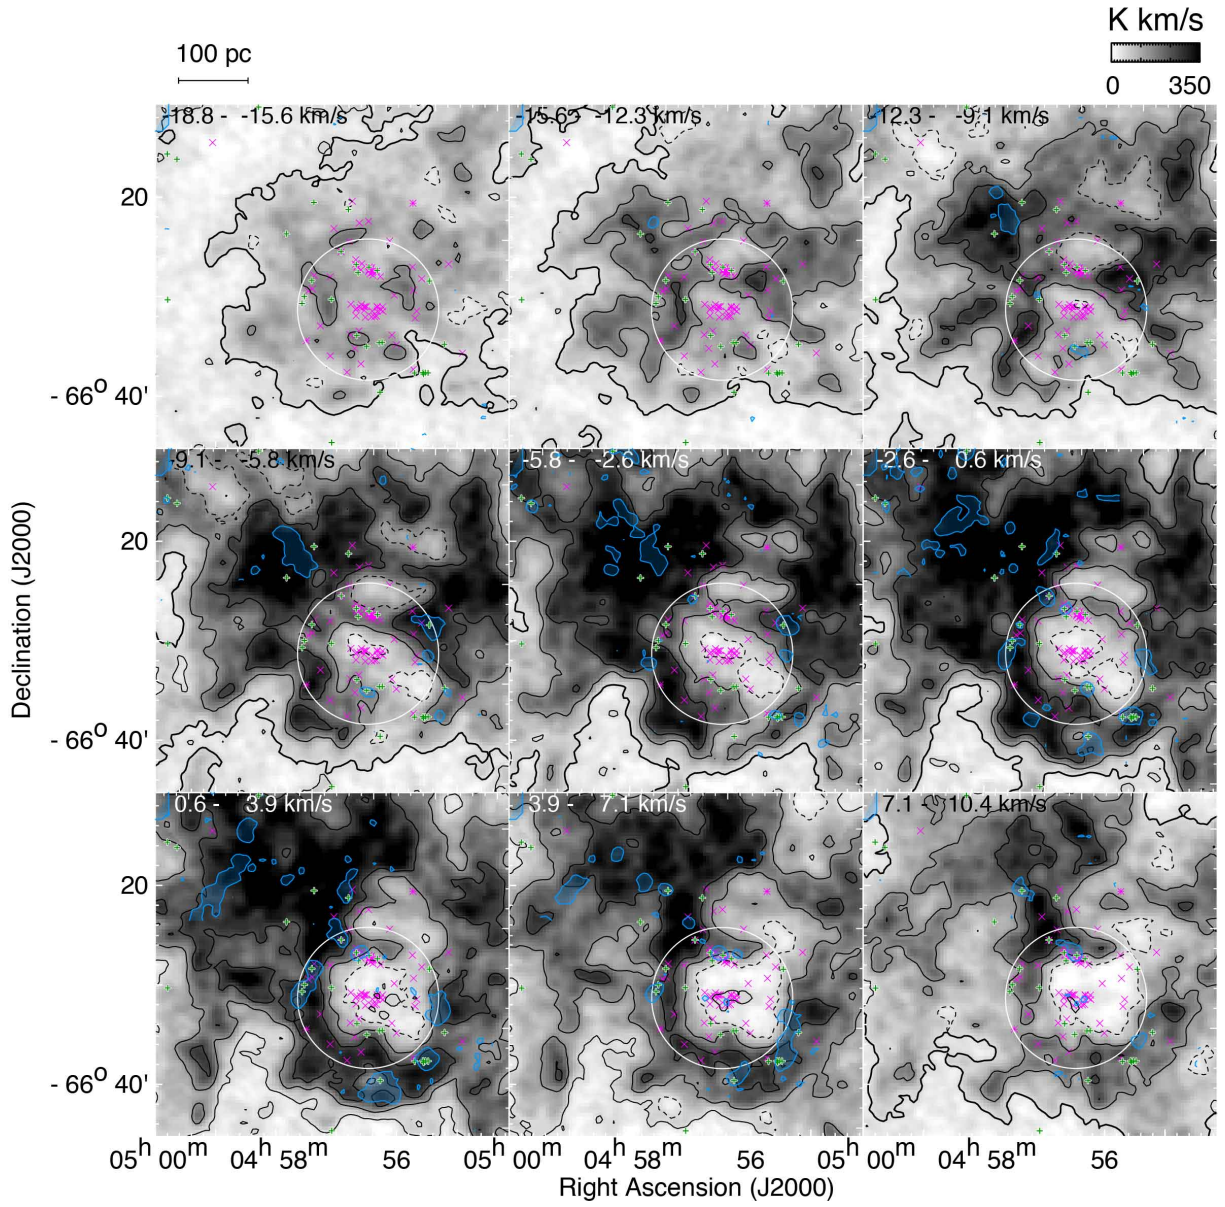 K km/s
100 pc
0 350
-18.8 - -15.6 km/s
-15.6 - -12.3 km/s
-12.3 - -9.1 km/s
20
- 66° 40'
-9.1 - -5.8 km/s
-5.8 - -2.6 km/s
-2.6 - 0.6 km/s
20
- 66° 40'
Declination (J2000)
0.6 - 3.9 km/s
3.9 - 7.1 km/s
7.1 - 10.4 km/s
20
- 66° 40'
05h 00m 04h 58m 56 05h 00m 04h 58m 56 05h 00m 04h 58m 56
Right Ascension (J2000)